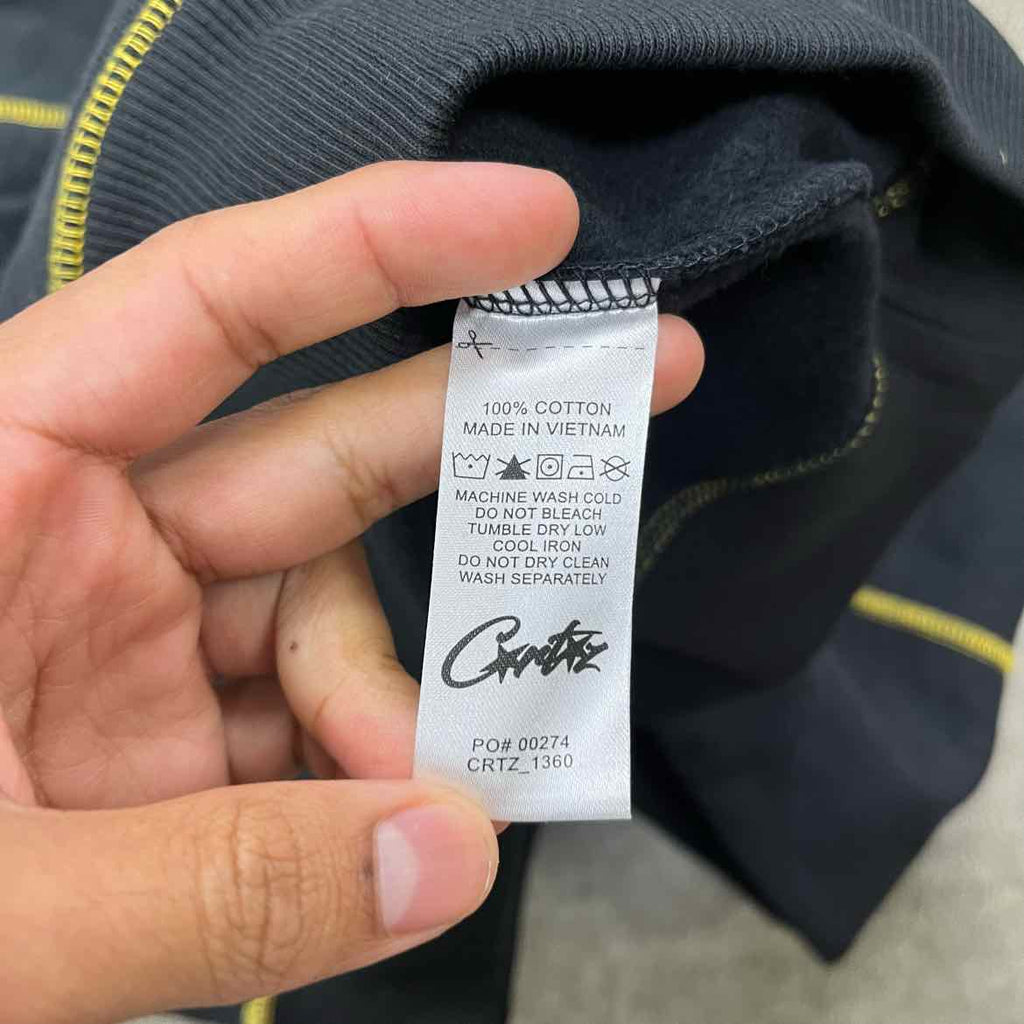 100% COTTON
MADE IN VIETNAM
MACHINE WASH COLD
DO NOT BLEACH
TUMBLE DRY LOW
COOL IRON
DO NOT DRY CLEAN
WASH SEPARATELY
Corteiz
PO# 00274
CRTZ_1360